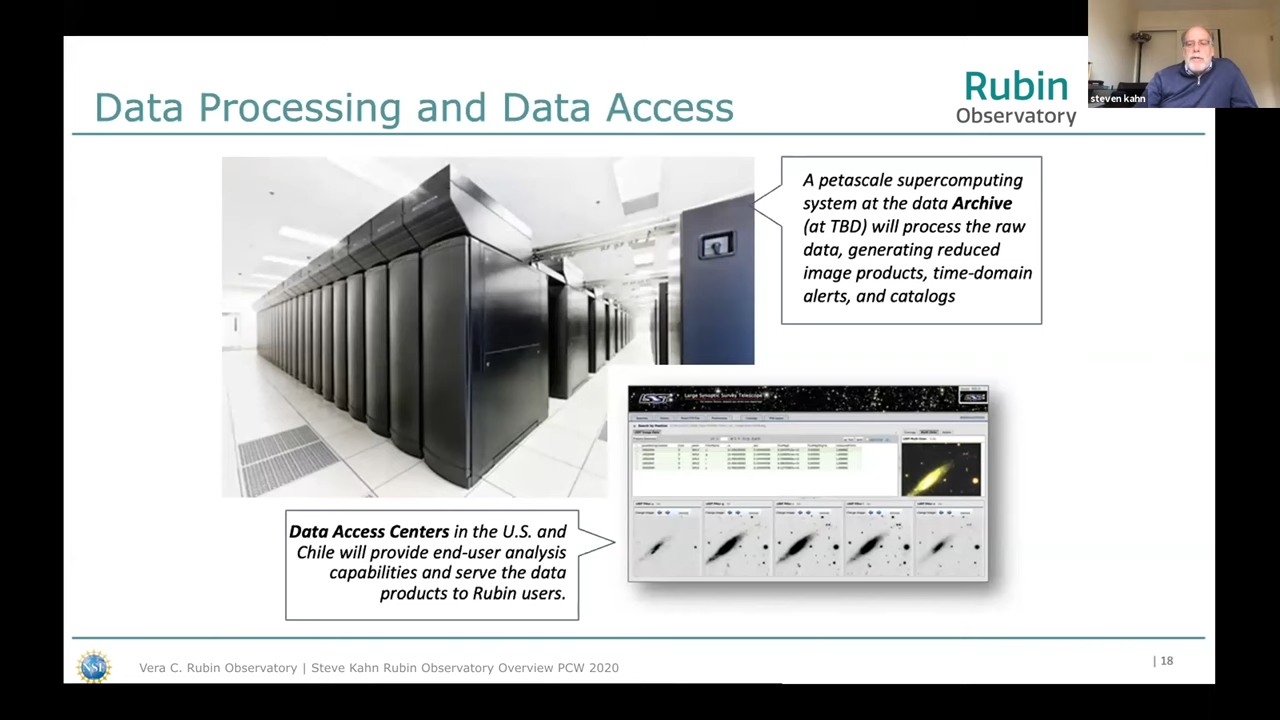 Data Processing and Data Access
Rubin
Observatory
steven kahn
A petascale supercomputing
system at the data Archive
(at TBD) will process the raw
data, generating reduced
image products, time-domain
alerts, and catalogs
Large Synoptic Survey Telescope
Data Access Centers in the U.S. and
Chile will provide end-user analysis
capabilities and serve the data
products to Rubin users.
NSF
Vera C. Rubin Observatory | Steve Kahn Rubin Observatory Overview PCW 2020
| 18